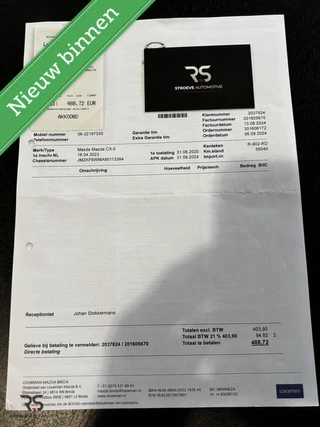 Nieuw binnen
488.72 EUR
AKKOORD
RS
STROEVE AUTOMOTIVE
Klantnummer 2037824
Factuurnummer 201605670
Factuurdatum 13.08.2024
Ordernummer 301606172
Orderdatum 06.08.2024
Mobiel nummer 06-22187030
Telefoonnummer
Garantie t/m
Extra Garantie t/m
Merk/Type Mazda Mazda CX-5
1e inschr.NL 18.04.2023
Chassisnummer
1e toelating 31.08.2020
APK datum 31.08.2024
Kenteken R-902-RD
Km.stand 55040
Import.nr.
Omschrijving Hoeveelheid Prijs/eenh Bedrag B/IC
Receptionist Johan Stokkermans
Totalen excl. BTW 403,90
Totaal BTW 21 % 403,90 84,82 2
Totaal te betalen 488,72
Gelieve bij betaling te vermelden: 2037824 / 201605670
Directe betaling
LOUWMAN MAZDA BREDA
LOUWMAN
RS